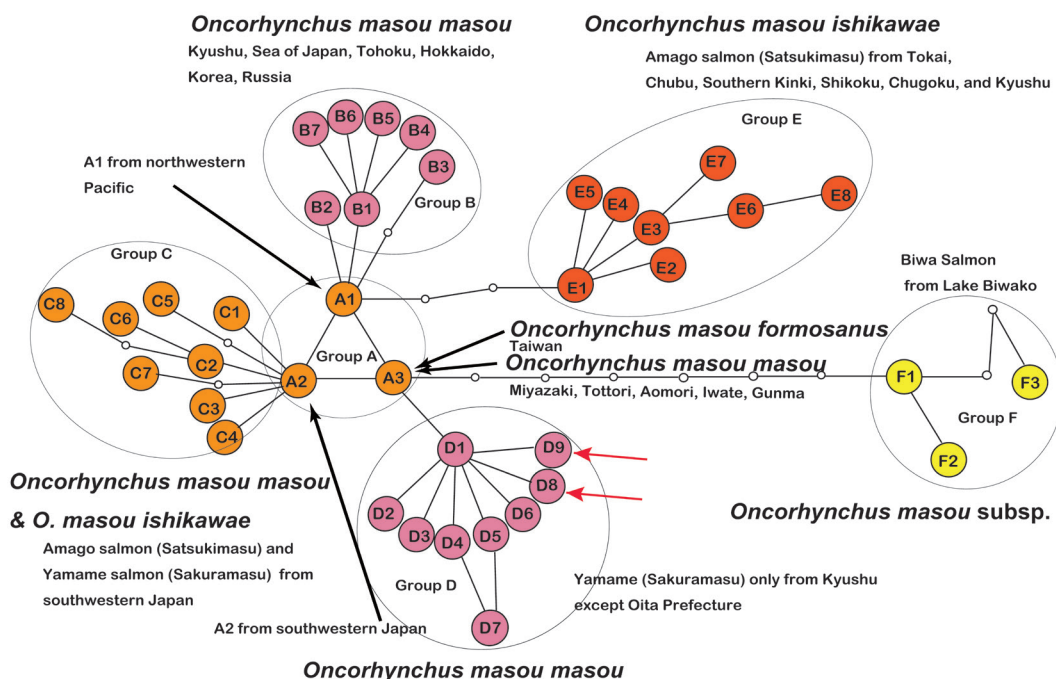 Oncorhynchus masou masou
Kyushu, Sea of Japan, Tohoku, Hokkaido,
Korea, Russia
Oncorhynchus masou ishikawae
Amago salmon (Satsukimasu) from Tokai,
Chubu, Southern Kinki, Shikoku, Chugoku, and Kyushu
Group E
B7
B6
B5
B4
B3
B2
B1
Group B
A1 from northwestern
Pacific
E7
E5
E4
E3
E6
E8
E2
E1
Group C
C8
C6
C5
C1
C7
C2
C3
C4
A1
Group A
A2
A3
Oncorhynchus masou formosanus
Taiwan
Oncorhynchus masou masou
Miyazaki, Tottori, Aomori, Iwate, Gunma
Biwa Salmon
from Lake Biwako
F1
F3
Group F
F2
Oncorhynchus masou subsp.
Oncorhynchus masou masou
& O. masou ishikawae
Amago salmon (Satsukimasu) and
Yamame salmon (Sakuramasu) from
southwestern Japan
A2 from southwestern Japan
D1
D9
D8
D2
D3
D4
D5
D6
Group D
D7
Yamame (Sakuramasu) only from Kyushu
except Oita Prefecture
Oncorhynchus masou masou